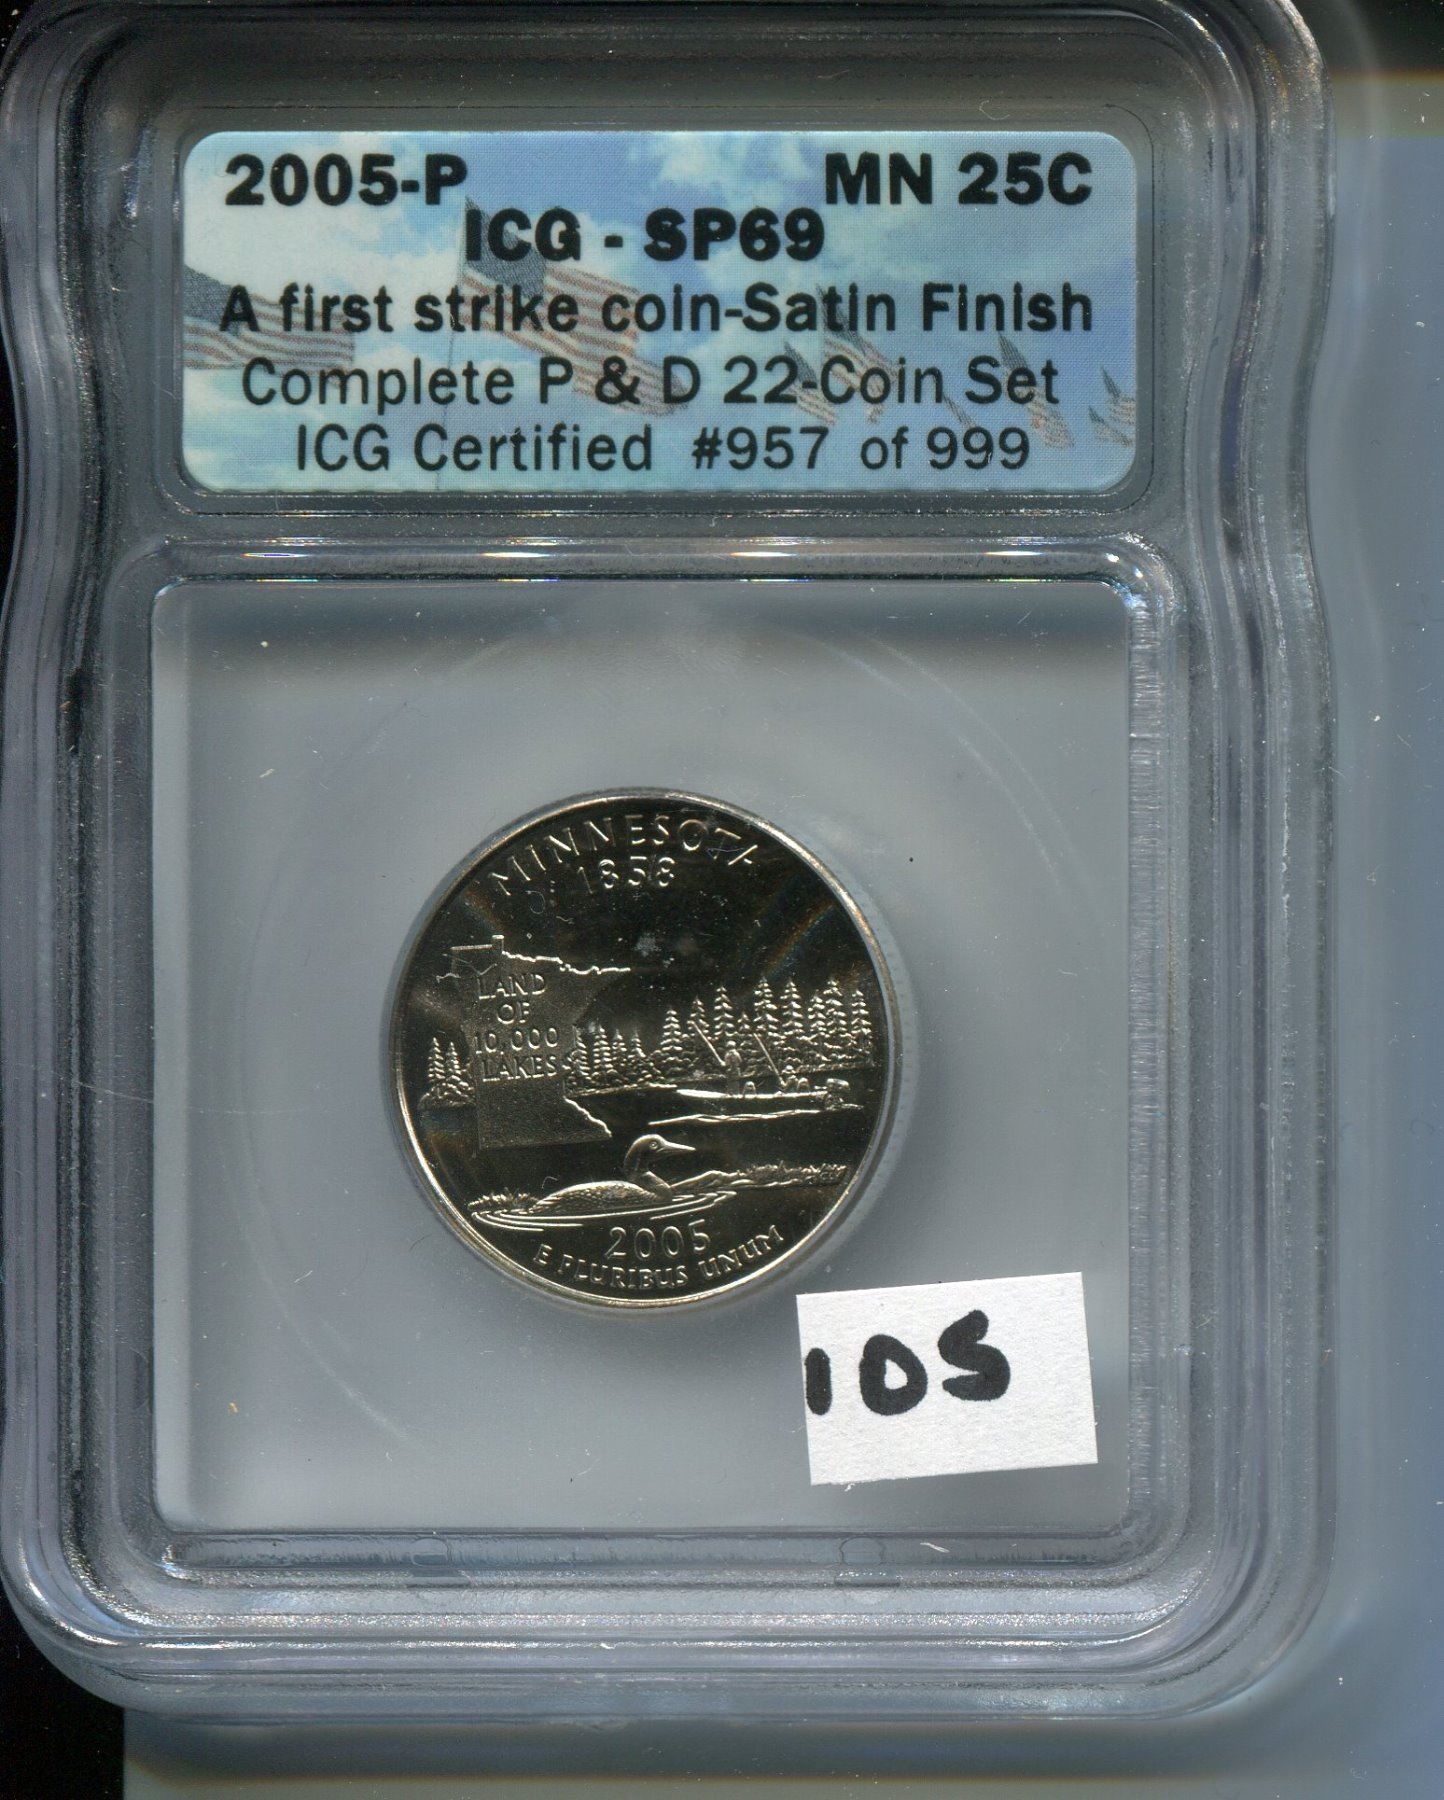 2005-P MN 25C
ICG - SP69
A first strike coin-Satin Finish
Complete P & D 22-Coin Set
ICG Certified #957 of 999
MINNESOTA
1858
LAND
OF
10,000
LAKES
2005
E PLURIBUS UNUM
105